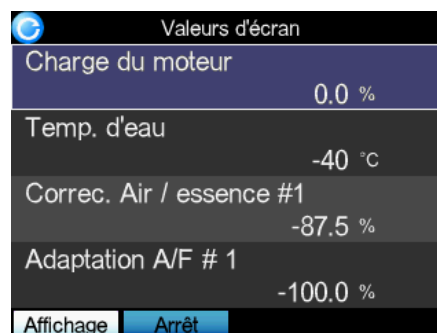 Valeurs d'écran
Charge du moteur
0.0 %
Temp. d'eau
-40 °C
Correc. Air / essence #1
-87.5 %
Adaptation A/F # 1
-100.0 %
Affichage Arrêt